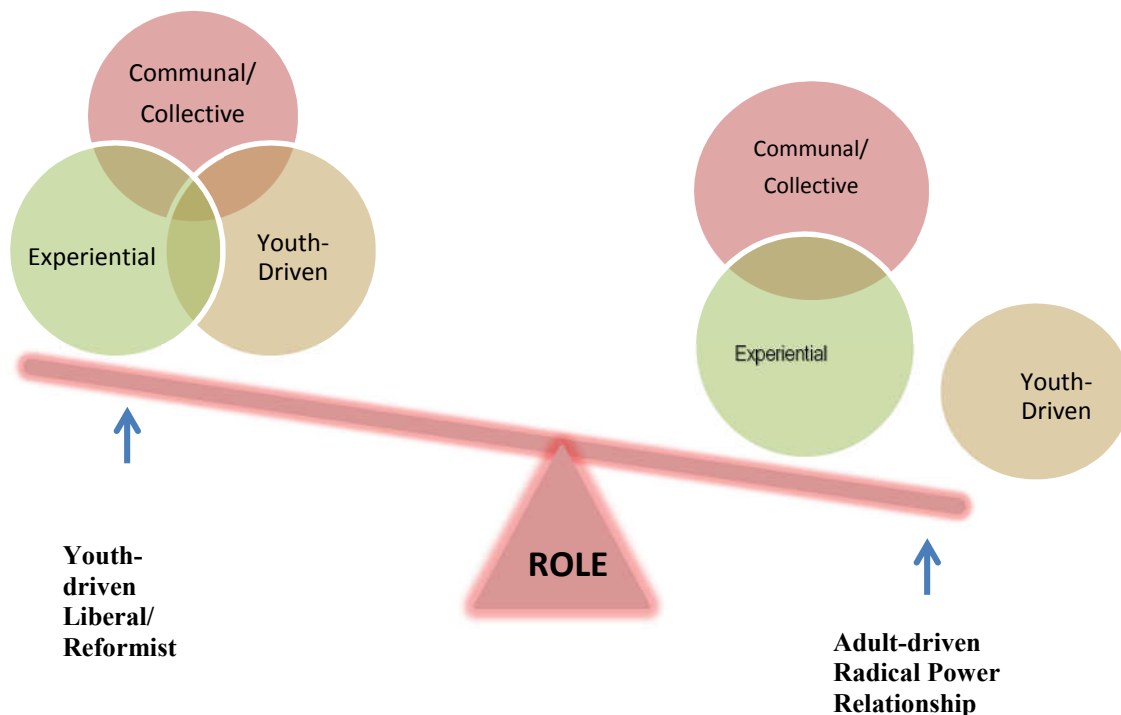 Communal/
Collective
Experiential
Youth-
Driven
Communal/
Collective
Experiential
Youth-
Driven
ROLE
Youth-
driven
Liberal/
Reformist
Adult-driven
Radical Power
Relationship